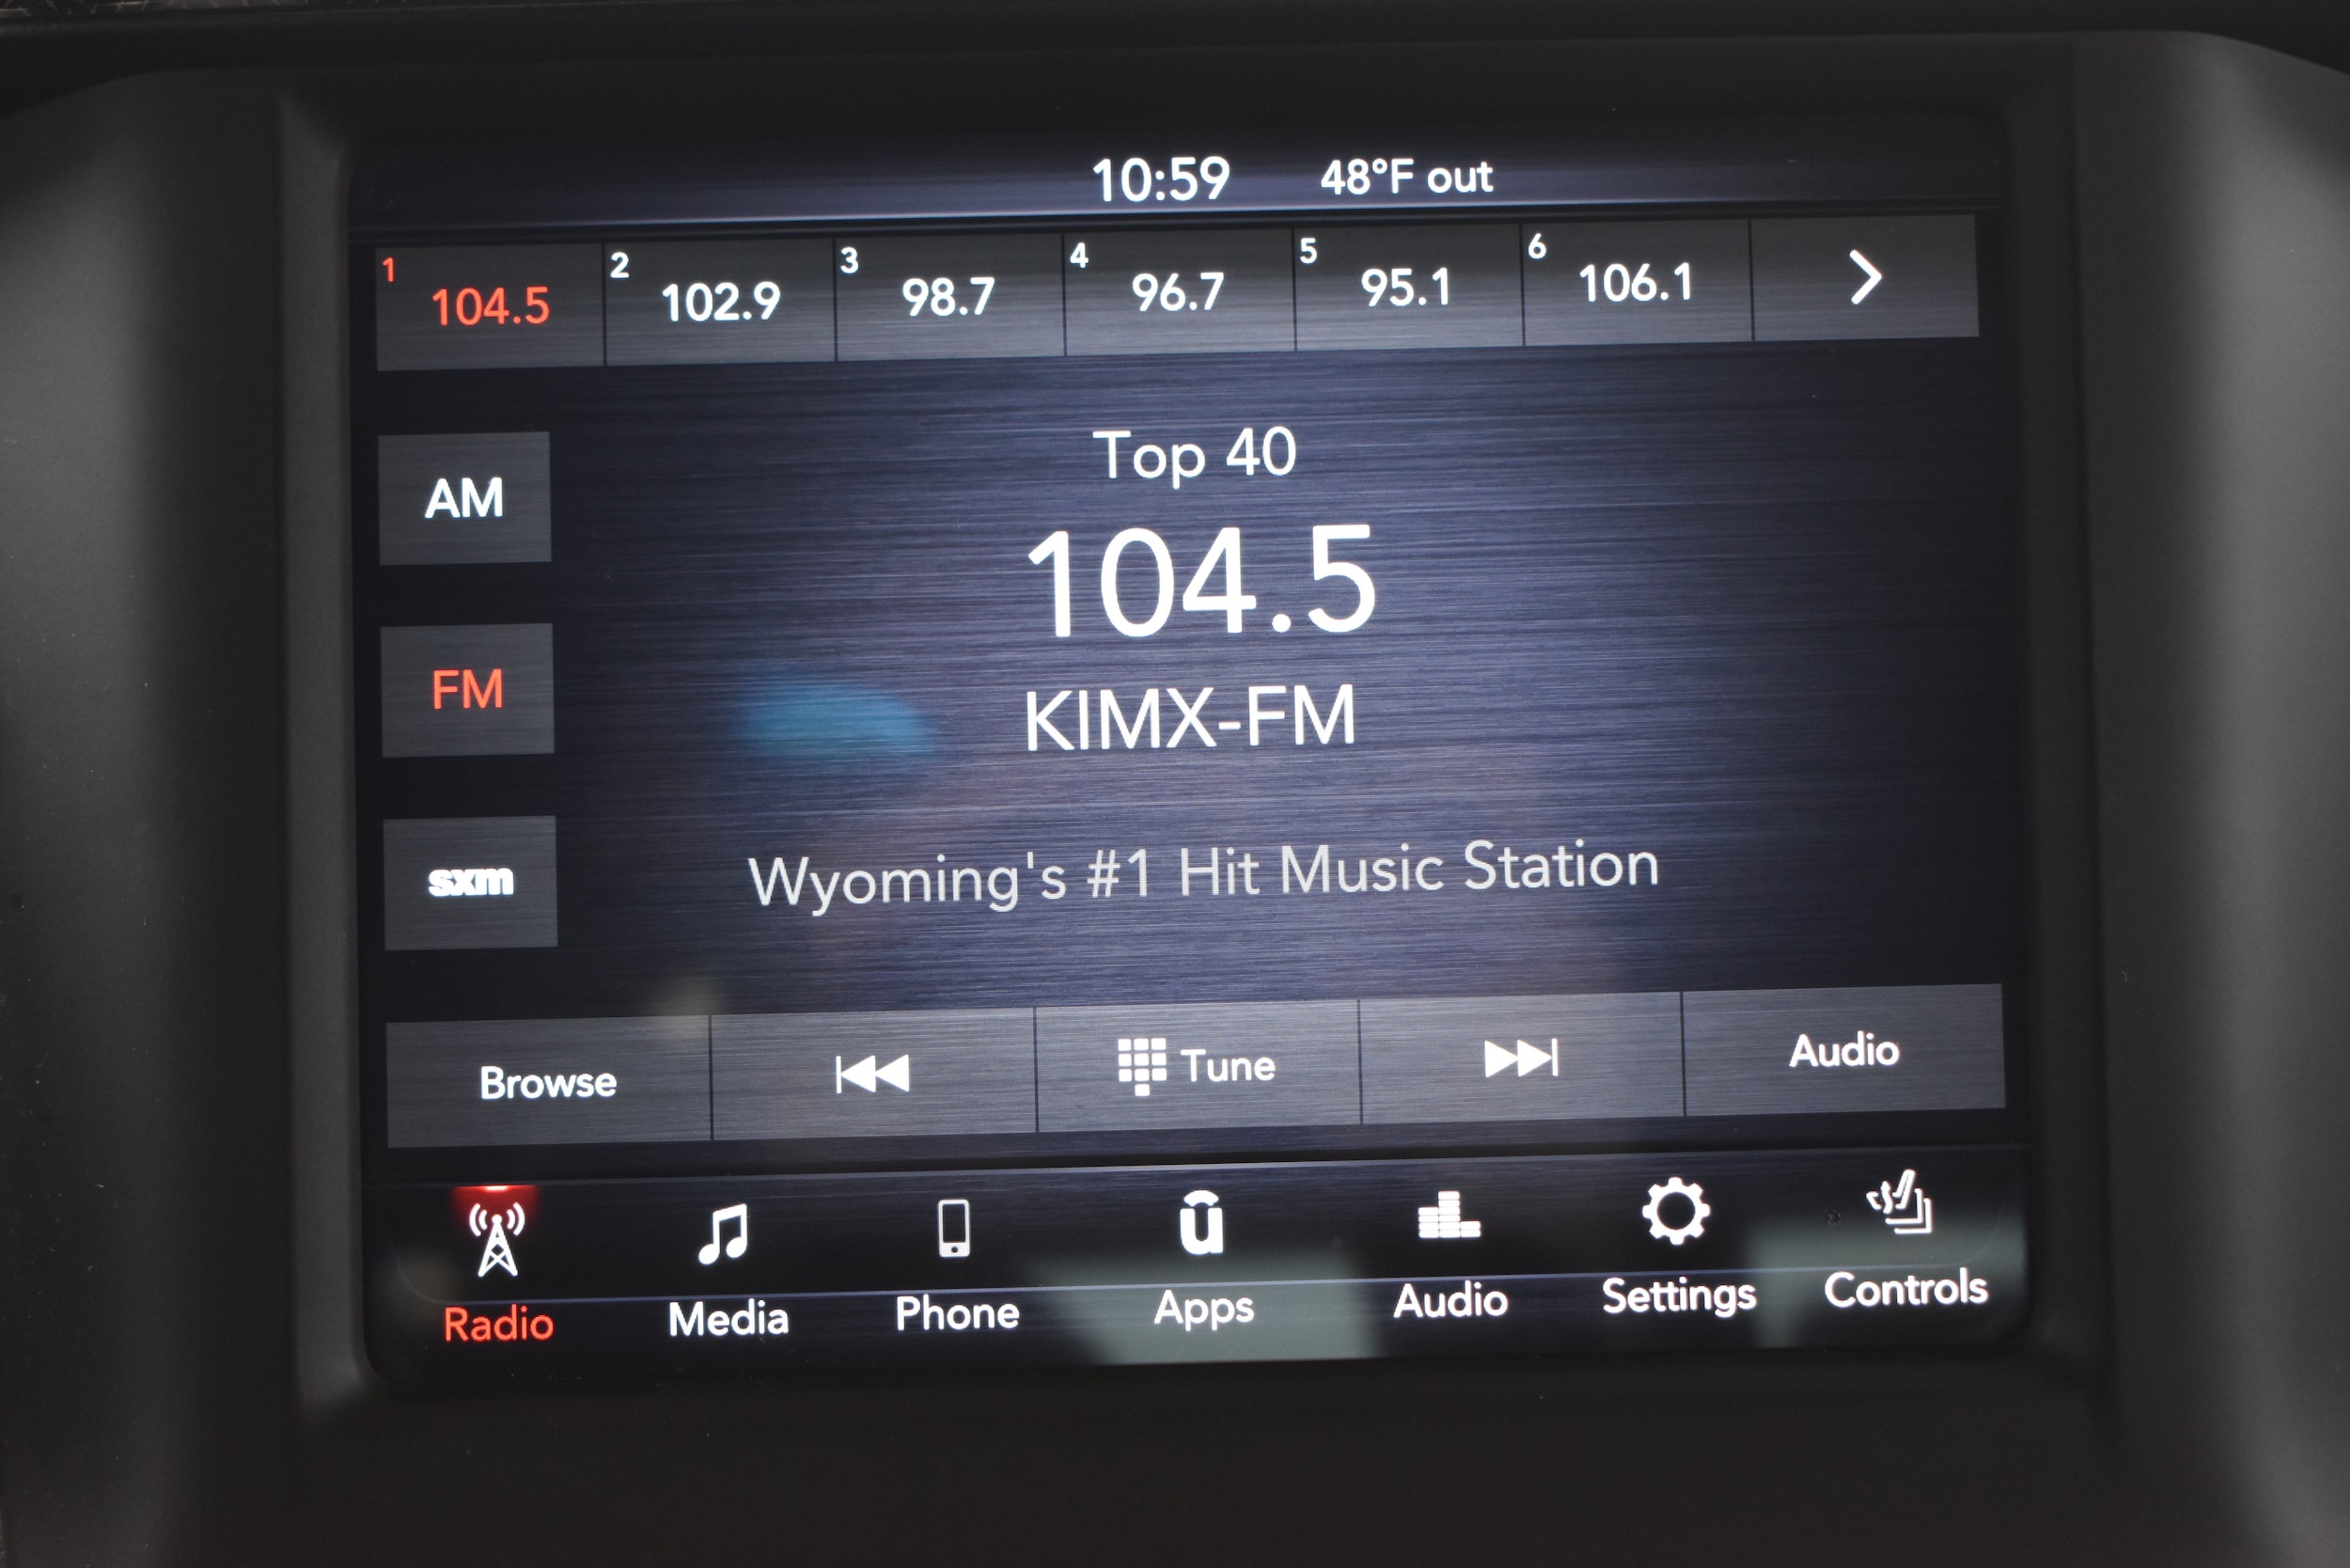 10:59 48°F out
1 104.5 2 102.9 3 98.7 4 96.7 5 95.1 6 106.1
Top 40
AM
104.5
FM
KIMX-FM
sxm
Wyoming's #1 Hit Music Station
Browse Tune Audio
Radio Media Phone Apps Audio Settings Controls